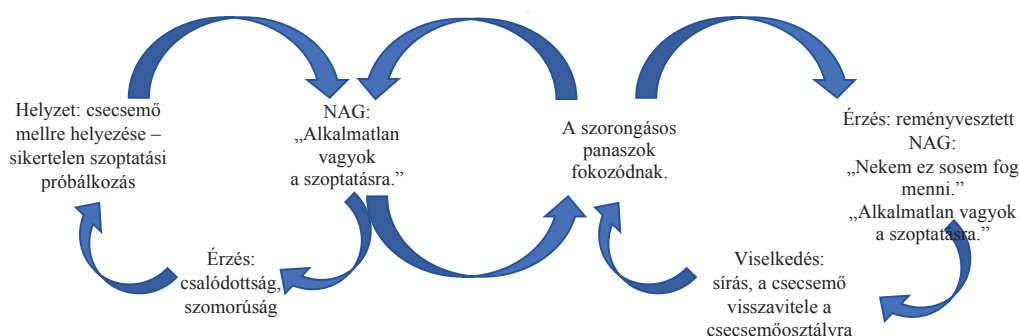 Helyzet: csecsemő
mellre helyezése –
sikertelen szoptatási
próbálkozás
NAG:
„Alkalmatlan
vagyok
a szoptatásra.”
A szorongásos
panaszok
fokozódnak.
Érzés: reményvesztett
NAG:
„Nekem ez sosem fog
menni.”
„Alkalmatlan vagyok
a szoptatásra.”
Érzés:
csalódottság,
szomorúság
Viselkedés:
sírás, a csecsemő
visszavitele a
csecsemőosztályra